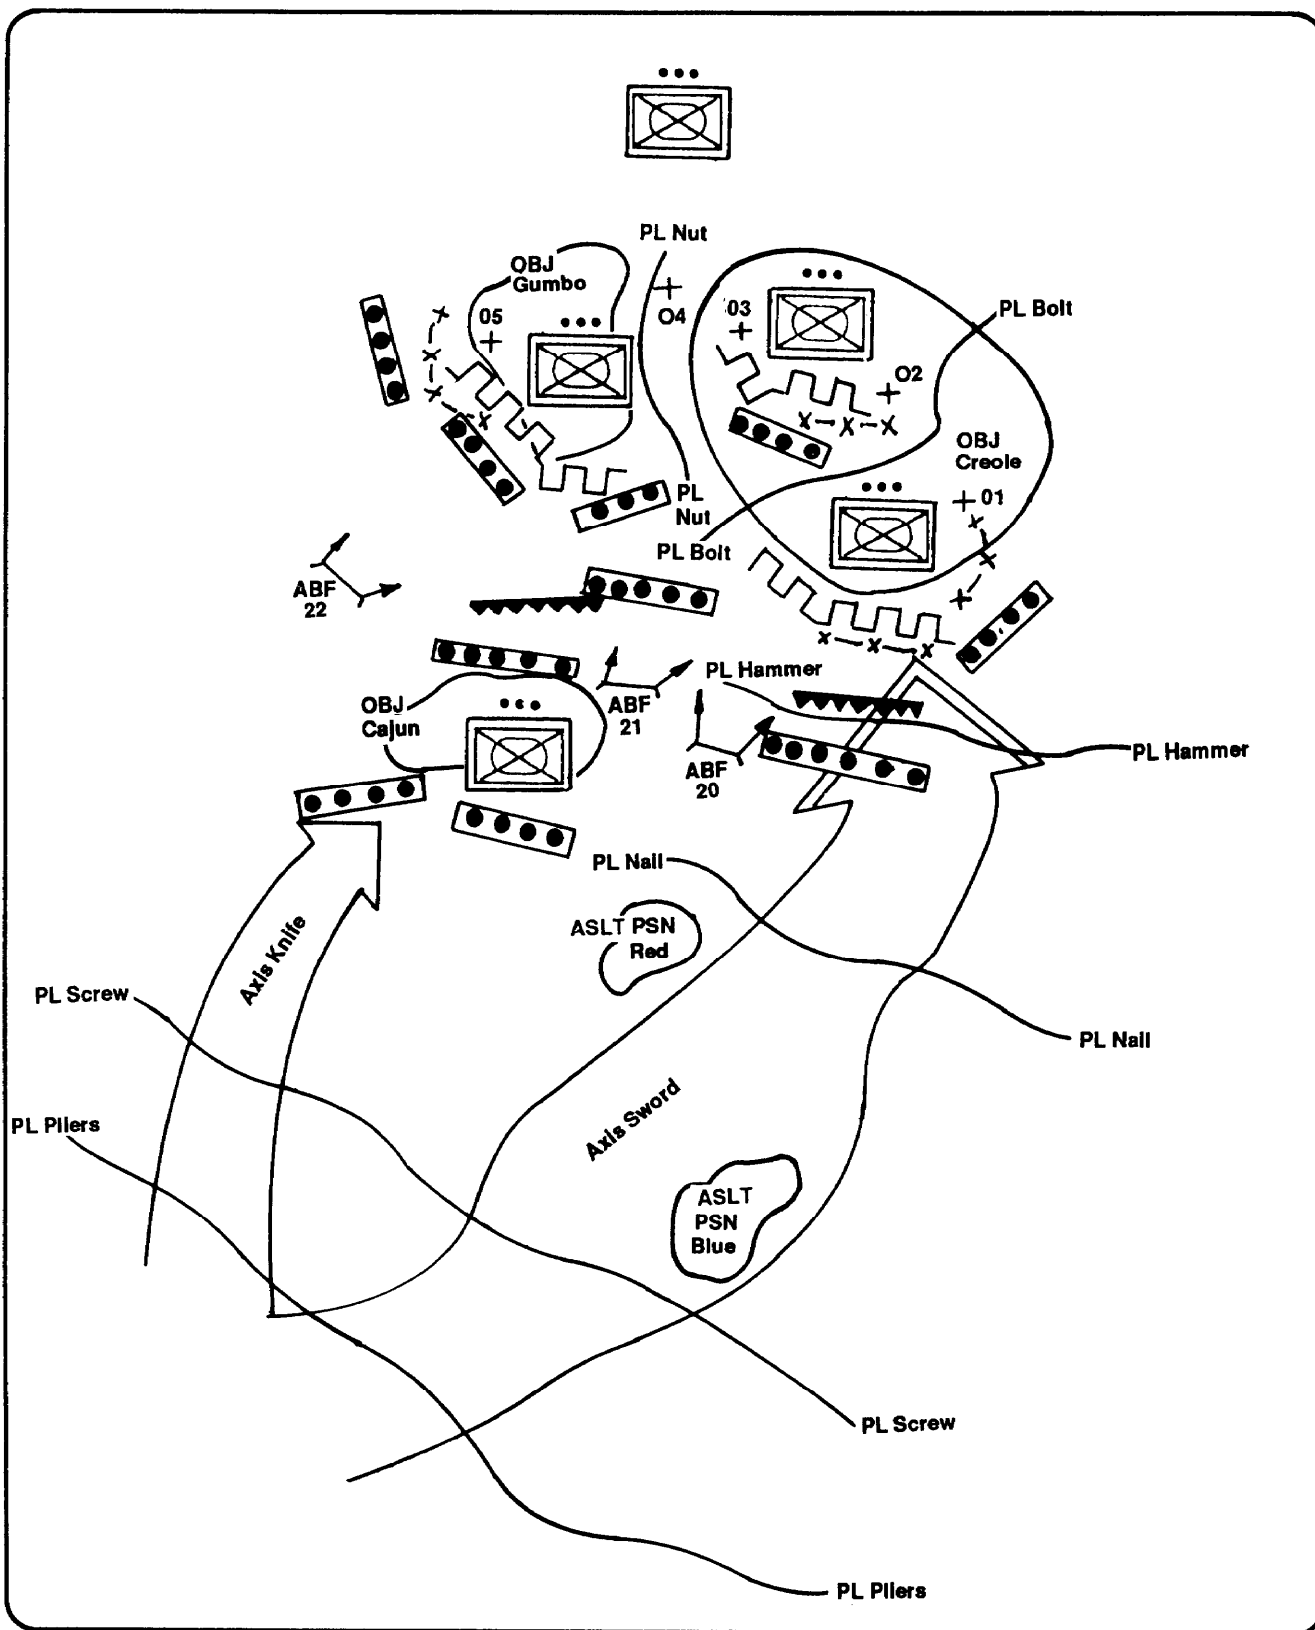 PL Nut
OBJ
Gumbo
05
O4
03
PL Bolt
O2
OBJ
Creole
01
PL
Nut
PL Bolt
ABF
22
PL Hammer
OBJ
Cajun
ABF
21
PL Hammer
ABF
20
PL Nail
ASLT PSN
Red
Axis Knife
PL Screw
PL Nail
PL Pliers
Axis Sword
ASLT
PSN
Blue
PL Screw
PL Pliers